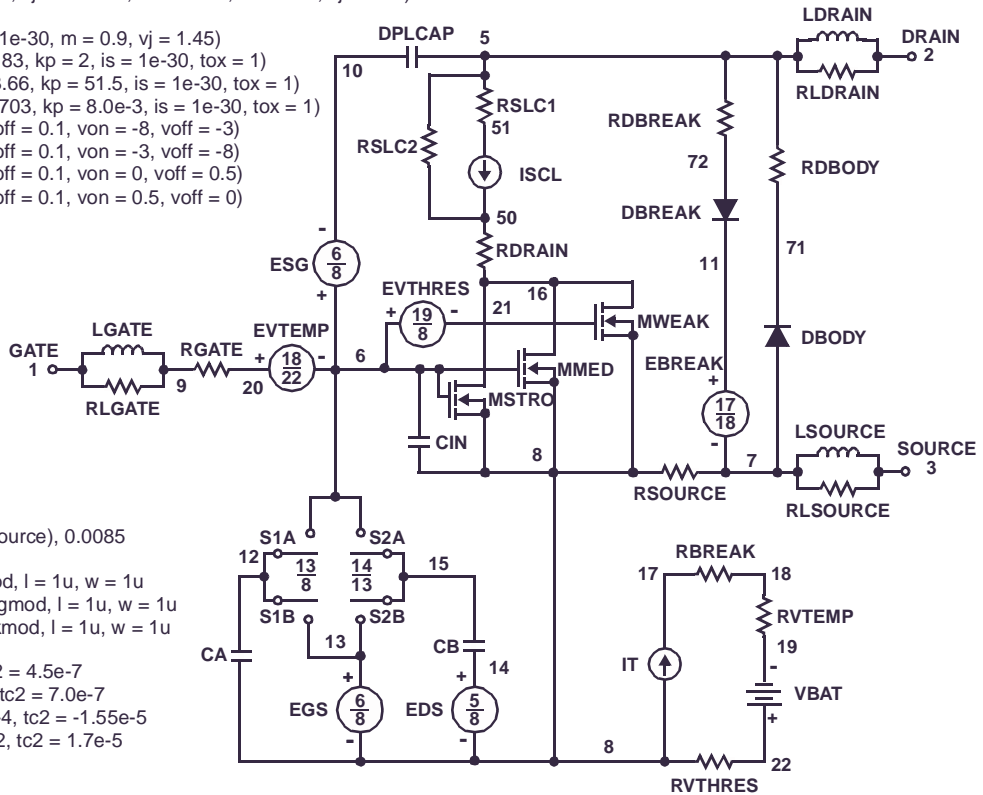 1e-30, m = 0.9, vj = 1.45)
83, kp = 2, is = 1e-30, tox = 1)
.66, kp = 51.5, is = 1e-30, tox = 1)
703, kp = 8.0e-3, is = 1e-30, tox = 1)
off = 0.1, von = -8, voff = -3)
off = 0.1, von = -3, voff = -8)
off = 0.1, von = 0, voff = 0.5)
off = 0.1, von = 0.5, voff = 0)
LDRAIN
DPLCAP 5 DRAIN
10 2
RLDRAIN
RSLC1
51
RSLC2
ISCL
RDBREAK
72
RDBODY
50
DBREAK
RDRAIN
- ESG 6 8 +
11
71
EVTHRES
16
21
+ 19 8 -
MWEAK
LGATE
GATE
1
RGATE
EVTEMP
+ 18 22 -
6
MMED
DBODY
EBREAK
+
9
20
RLGATE
MSTRO
17 18
-
CIN
8
7
LSOURCE
SOURCE
3
RSOURCE
RLSOURCE
ource), 0.0085
od, l = 1u, w = 1u
gmod, l = 1u, w = 1u
kmod, l = 1u, w = 1u
2 = 4.5e-7
tc2 = 7.0e-7
-4, tc2 = -1.55e-5
2, tc2 = 1.7e-5
S1A S2A
12
13 8
14 13
15
S1B S2B
13
CA
CB
+
+ 14
EGS 6 8
EDS 5 8
- -
RBREAK
17 18
RVTEMP
19
IT
-
VBAT
+
8
22
RVTHRES